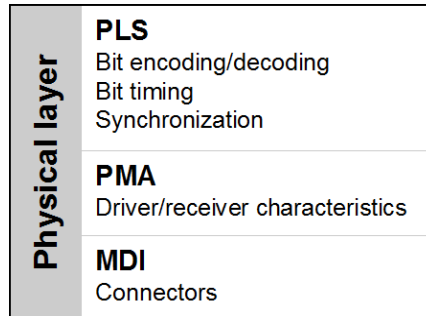 Physical layer
PLS
Bit encoding/decoding
Bit timing
Synchronization
PMA
Driver/receiver characteristics
MDI
Connectors